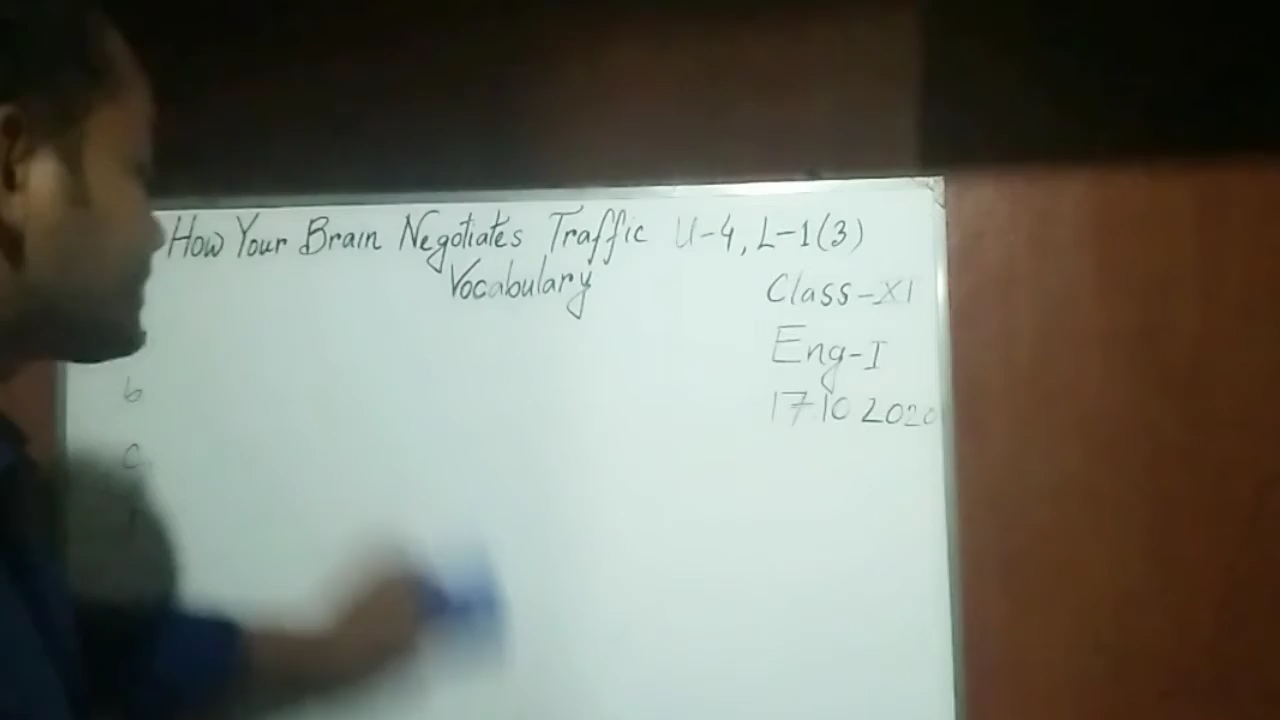 How Your Brain Negotiates Traffic U-4, L-1(3)
Vocabulary
Class-XI
Eng-I
17 10 2020
b
c